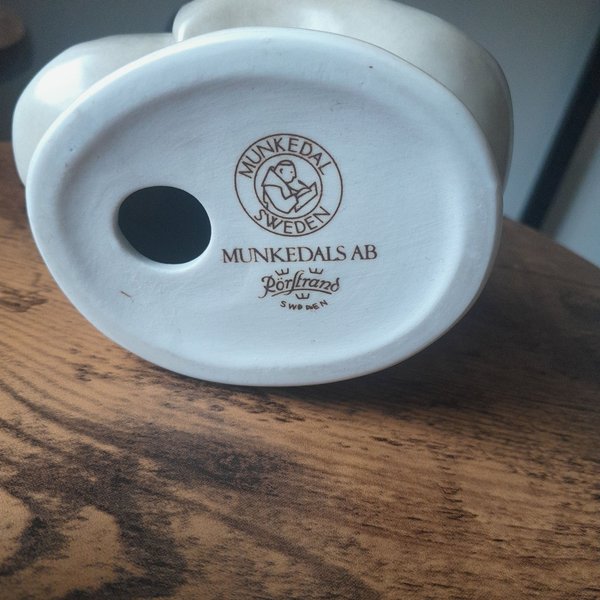 MUNKEDAL
SWEDEN
MUNKEDALS AB
Rörstrand
SWEDEN